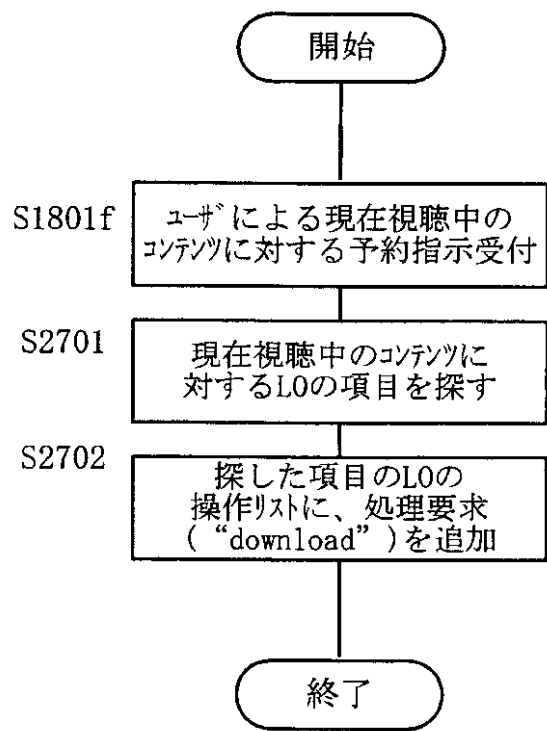 開始
S1801f
ユーザによる現在視聴中の
コンテンツに対する予約指示受付
S2701
現在視聴中のコンテンツに
対するLOの項目を探す
S2702
探した項目のLOの
操作リストに、処理要求
(“download”)を追加
終了